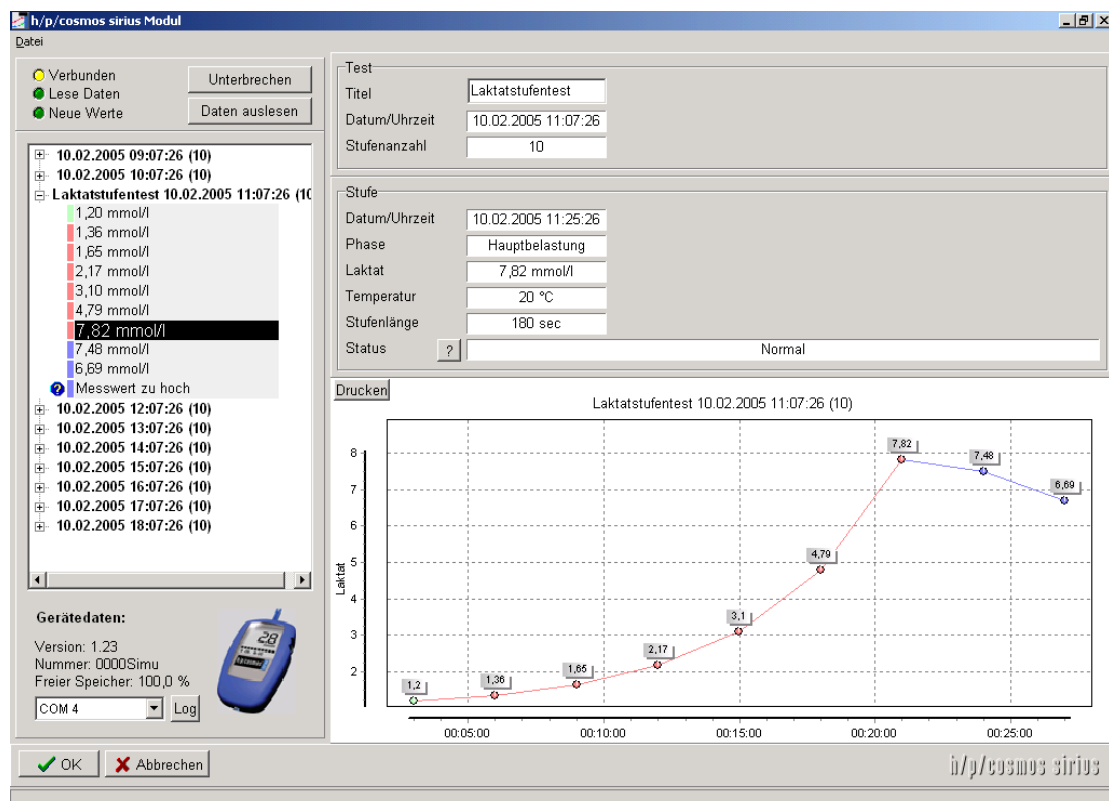 h/p/cosmos sirius Modul
Datei
Verbunden
Lese Daten
Neue Werte
Unterbrechen
Daten auslesen
10.02.2005 09:07:26 (10)
10.02.2005 10:07:26 (10)
Laktatstufentest 10.02.2005 11:07:26 (10
1,20 mmol/l
1,36 mmol/l
1,65 mmol/l
2,17 mmol/l
3,10 mmol/l
4,79 mmol/l
7,82 mmol/l
7,48 mmol/l
6,69 mmol/l
Messwert zu hoch
10.02.2005 12:07:26 (10)
10.02.2005 13:07:26 (10)
10.02.2005 14:07:26 (10)
10.02.2005 15:07:26 (10)
10.02.2005 16:07:26 (10)
10.02.2005 17:07:26 (10)
10.02.2005 18:07:26 (10)
Gerätedaten:
Version: 1.23
Nummer: 0000Simu
Freier Speicher: 100,0 %
COM 4
Log
2.8
Test
Titel Laktatstufentest
Datum/Uhrzeit 10.02.2005 11:07:26
Stufenanzahl 10
Stufe
Datum/Uhrzeit 10.02.2005 11:25:26
Phase Hauptbelastung
Laktat 7,82 mmol/l
Temperatur 20 °C
Stufenlänge 180 sec
Status ? Normal
Drucken
Laktatstufentest 10.02.2005 11:07:26 (10)
Laktat
8
7
6
5
4
3
2
1,2
1,36
1,65
2,17
3,1
4,79
7,82
7,48
6,69
00:05:00 00:10:00 00:15:00 00:20:00 00:25:00
OK
Abbrechen
h/p/cosmos sirius